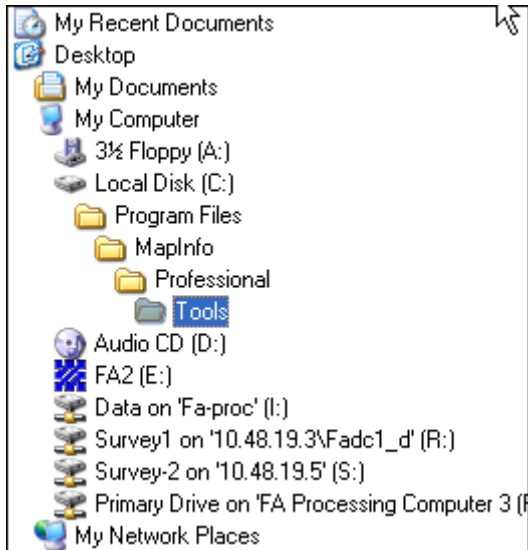 My Recent Documents
Desktop
My Documents
My Computer
3½ Floppy (A:)
Local Disk (C:)
Program Files
MapInfo
Professional
Tools
Audio CD (D:)
FA2 (E:)
Data on 'Fa-proc' (I:)
Survey1 on '10.48.19.3\Fadc1_d' (R:)
Survey-2 on '10.48.19.5' (S:)
Primary Drive on 'FA Processing Computer 3 (
My Network Places